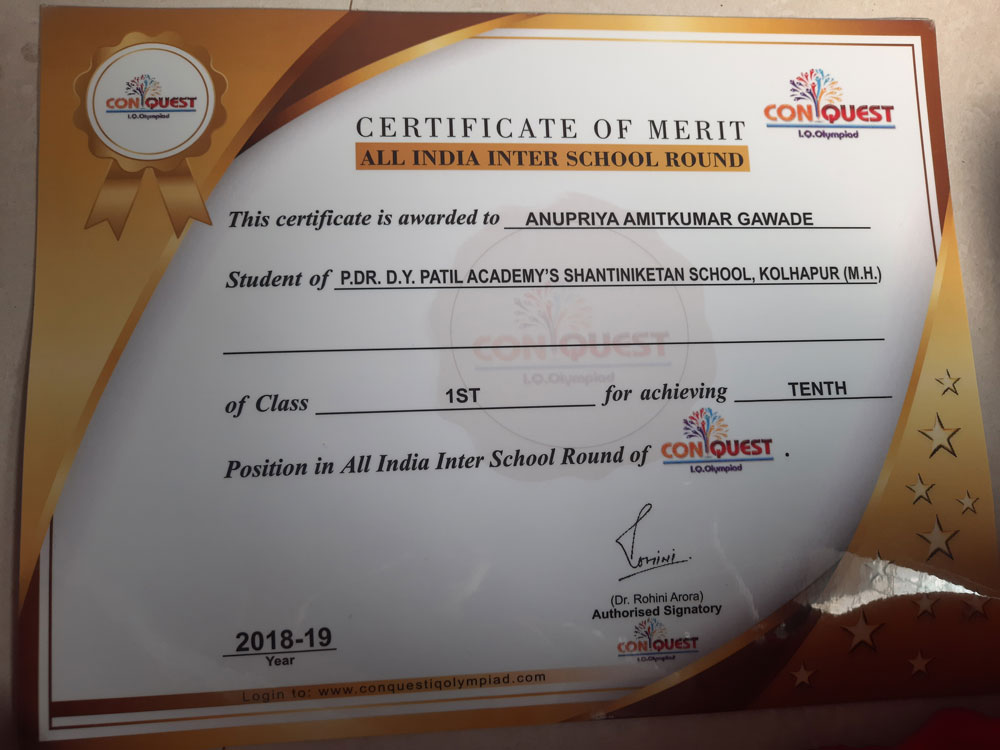 CONQUEST
I.Q.Olympiad
CONQUEST
I.Q.Olympiad
CERTIFICATE OF MERIT
ALL INDIA INTER SCHOOL ROUND
This certificate is awarded to ANUPRIYA AMITKUMAR GAWADE
Student of P.DR. D.Y. PATIL ACADEMY'S SHANTINIKETAN SCHOOL, KOLHAPUR (M.H.)
CONQUEST
I.Q.Olympiad
of Class 1ST for achieving TENTH
Position in All India Inter School Round of CONQUEST I.Q.Olympiad .
Rohini
(Dr. Rohini Arora)
Authorised Signatory
CONQUEST
I.Q.Olympiad
2018-19
Year
Login to: www.conquestiqolympiad.com